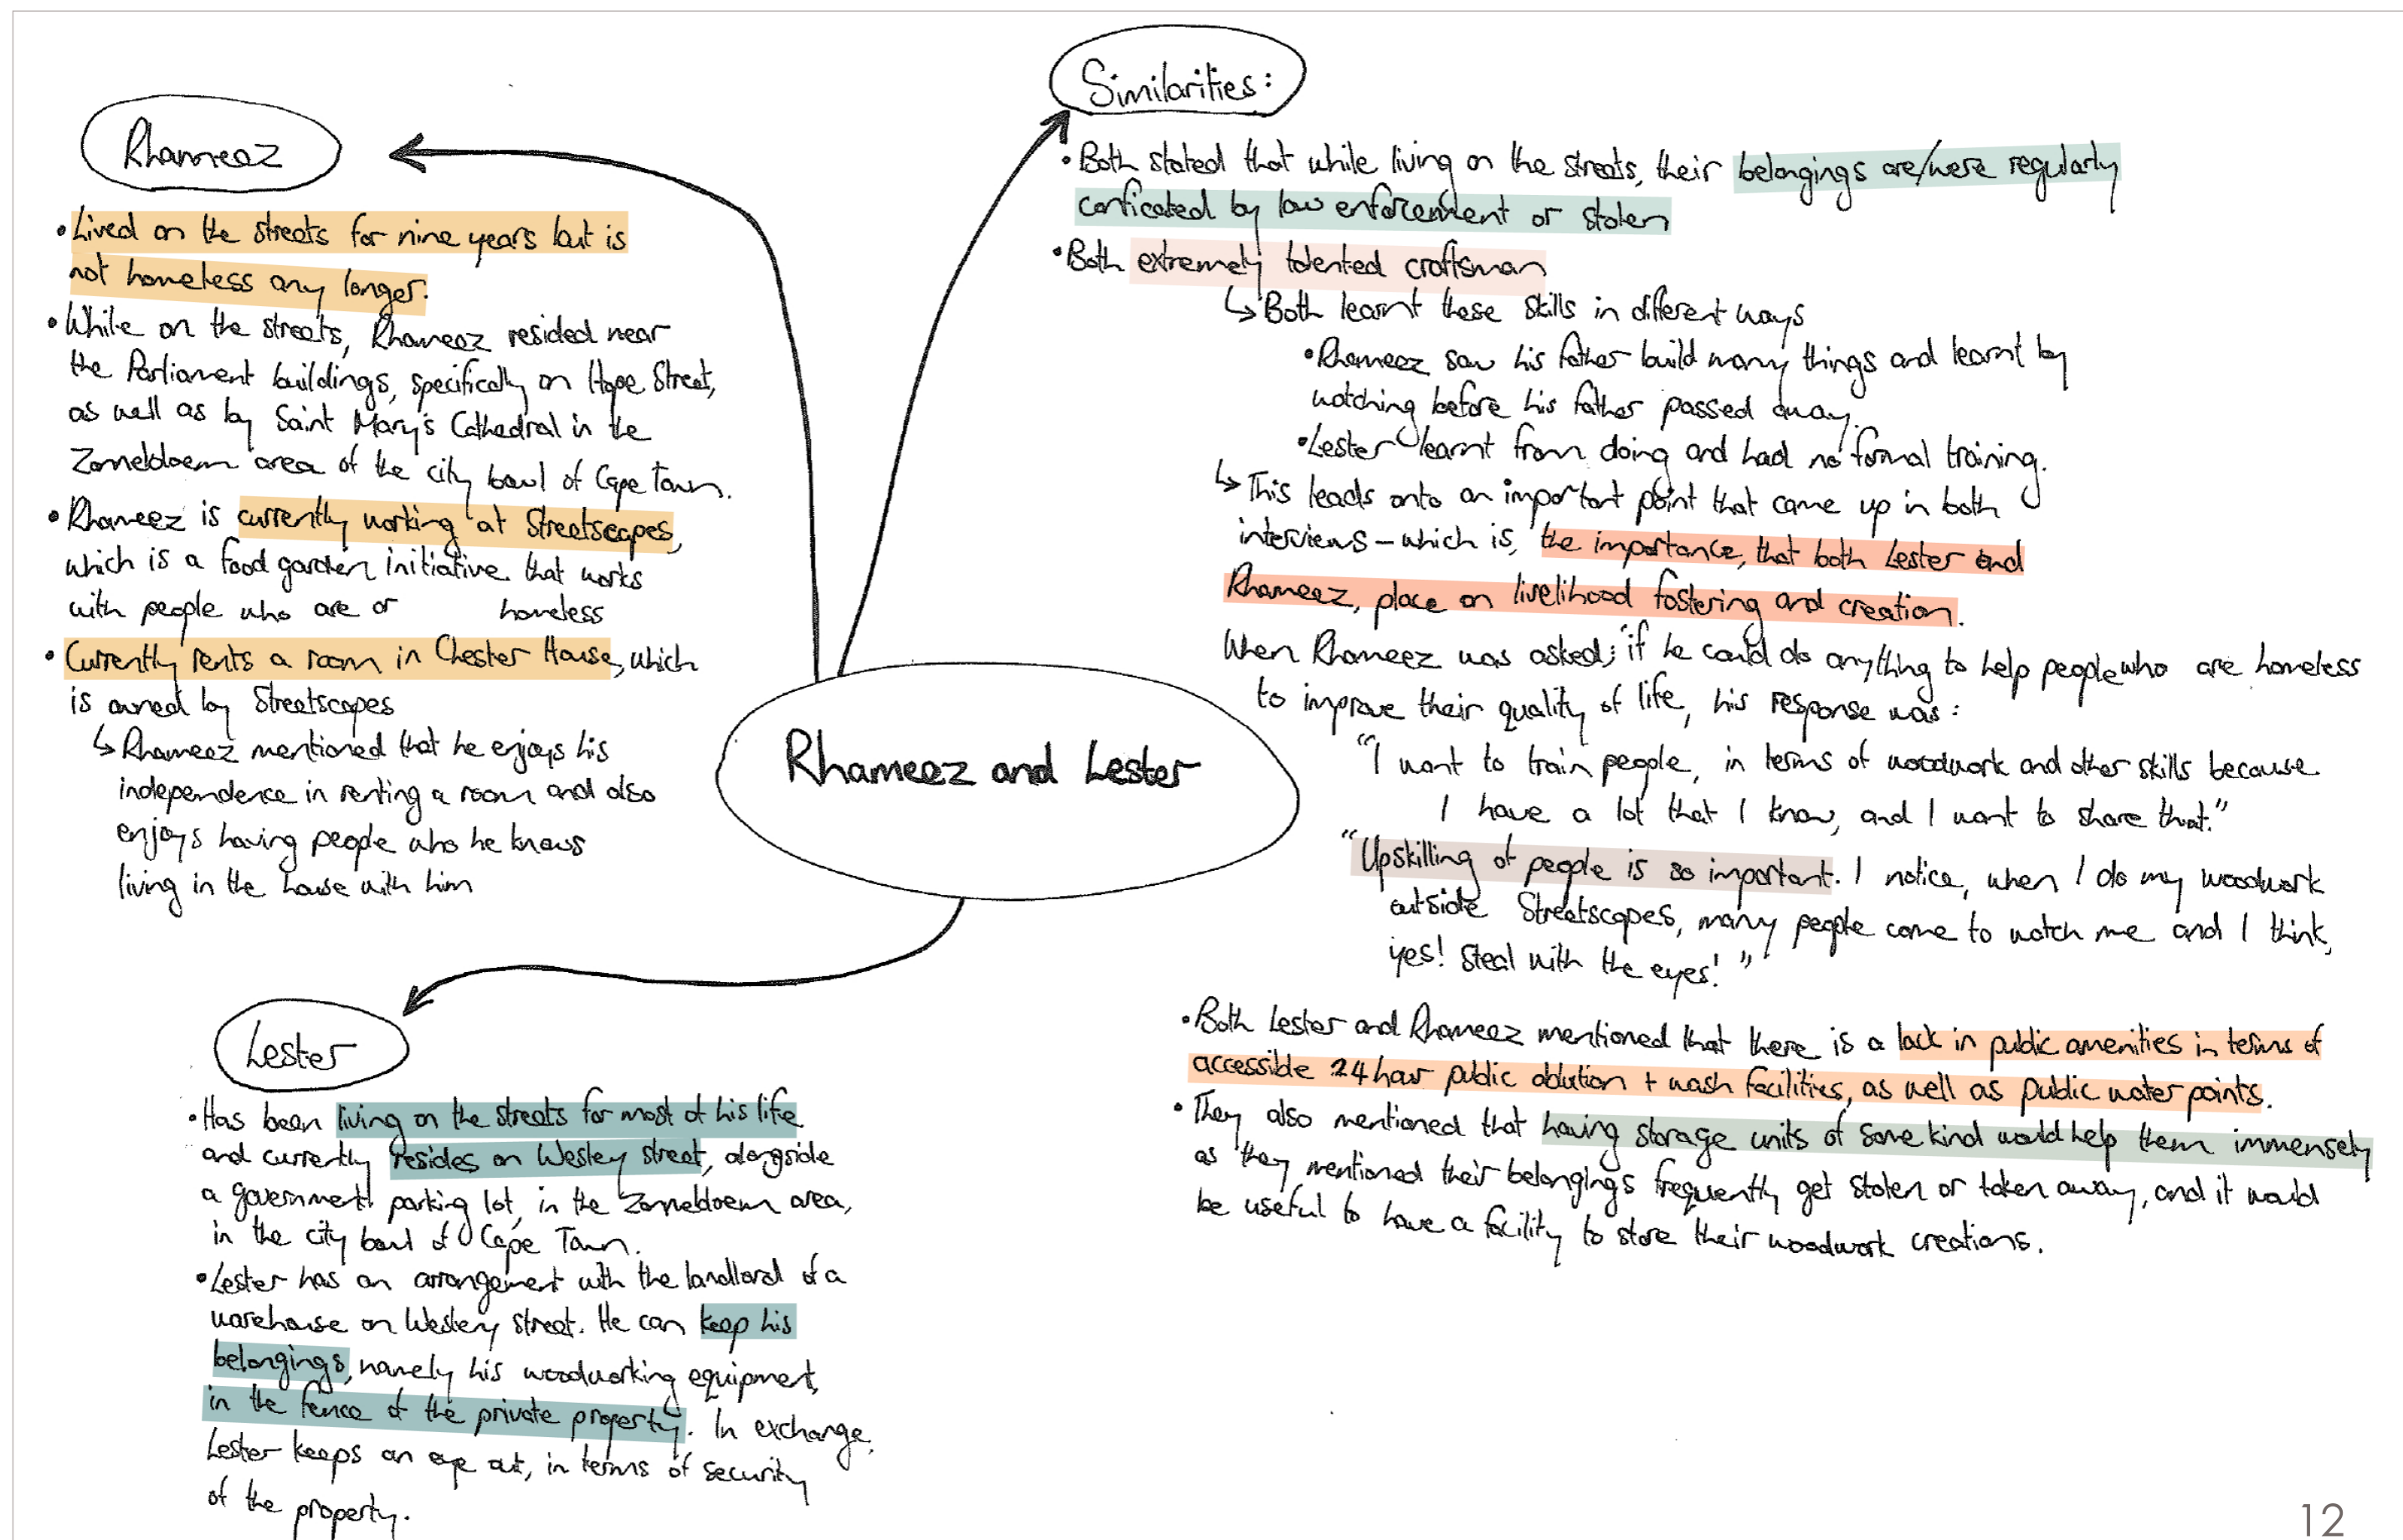 Rhameez
• Lived on the streets for nine years but is
not homeless any longer.
• While on the streets, Rhameez resided near
the Parliament buildings, specifically on Hope Street,
as well as by Saint Mary's Cathedral in the
Zonnebloem area of the city bowl of Cape Town.
• Rhameez is currently working at Streetscapes,
which is a food garden initiative that works
with people who are or homeless
• Currently rents a room in Chester House, which
is owned by Streetscapes
↳ Rhameez mentioned that he enjoys his
independence in renting a room and also
enjoys having people who he knows
living in the house with him
Rhameez and Lester
Lester
• Has been living on the streets for most of his life
and currently resides on Wesley street, alongside
a government parking lot, in the Zonnebloem area,
in the city bowl of Cape Town.
• Lester has an arrangement with the landlord of a
warehouse on Wesley street. He can keep his
belongings, namely his woodworking equipment,
in the fence of the private property. In exchange,
Lester keeps an eye out, in terms of security
of the property.
Similarities:
• Both stated that while living on the streets, their belongings are/were regularly
conficated by law enforcement or stolen
• Both extremely talented craftsman
↳ Both learnt these skills in different ways
• Rhameez saw his father build many things and learnt by
watching before his father passed away.
• Lester learnt from doing and had no formal training.
↳ This leads onto an important point that came up in both
interviews – which is, the importance, that both Lester and
Rhameez, place on livelihood fostering and creation.
When Rhameez was asked; if he could do anything to help people who are homeless
to improve their quality of life, his response was:
"I want to train people, in terms of woodwork and other skills because
I have a lot that I know, and I want to share that."
"Upskilling of people is so important. I notice, when I do my woodwork
outside Streetscapes, many people come to watch me and I think,
yes! Steal with the eyes!"
• Both Lester and Rhameez mentioned that there is a lack in public amenities in terms of
accessible 24 hour public ablution + wash facilities, as well as public water points.
• They also mentioned that having storage units of some kind would help them immensely
as they mentioned their belongings frequently get stolen or taken away, and it would
be useful to have a facility to store their woodwork creations.
12